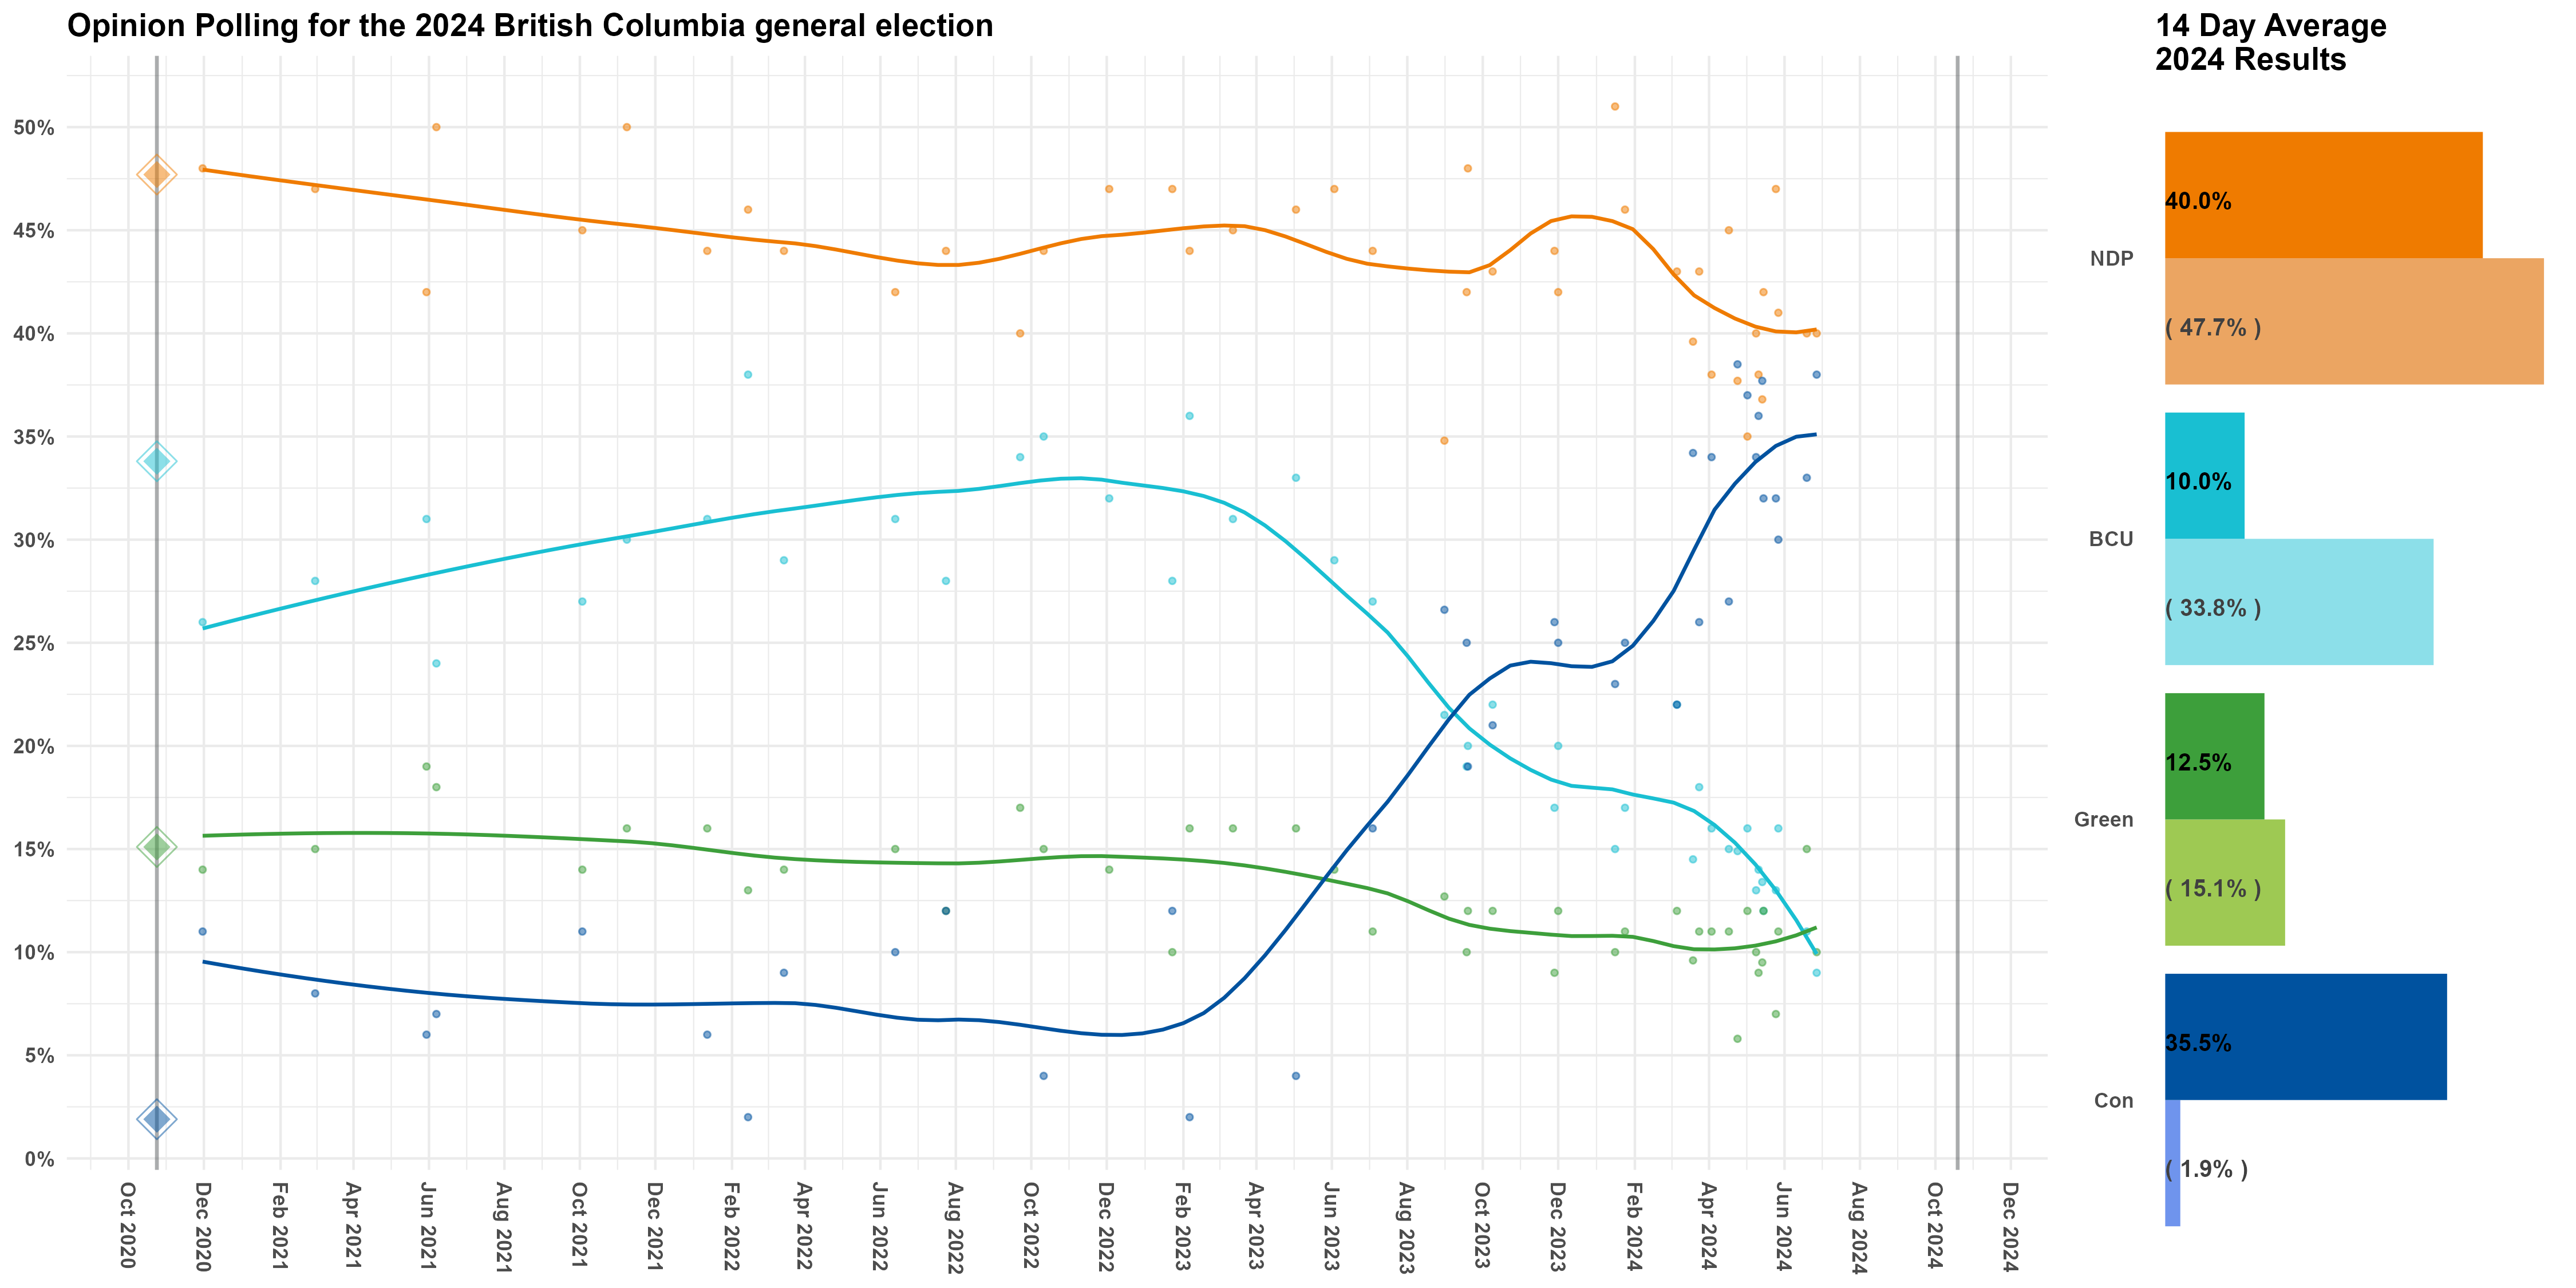 Opinion Polling for the 2024 British Columbia general election
50%
45%
40%
35%
30%
25%
20%
15%
10%
5%
0%
Oct 2020
Dec 2020
Feb 2021
Apr 2021
Jun 2021
Aug 2021
Oct 2021
Dec 2021
Feb 2022
Apr 2022
Jun 2022
Aug 2022
Oct 2022
Dec 2022
Feb 2023
Apr 2023
Jun 2023
Aug 2023
Oct 2023
Dec 2023
Feb 2024
Apr 2024
Jun 2024
Aug 2024
Oct 2024
Dec 2024
14 Day Average
2024 Results
NDP
40.0%
( 47.7% )
BCU
10.0%
( 33.8% )
Green
12.5%
( 15.1% )
Con
35.5%
( 1.9% )